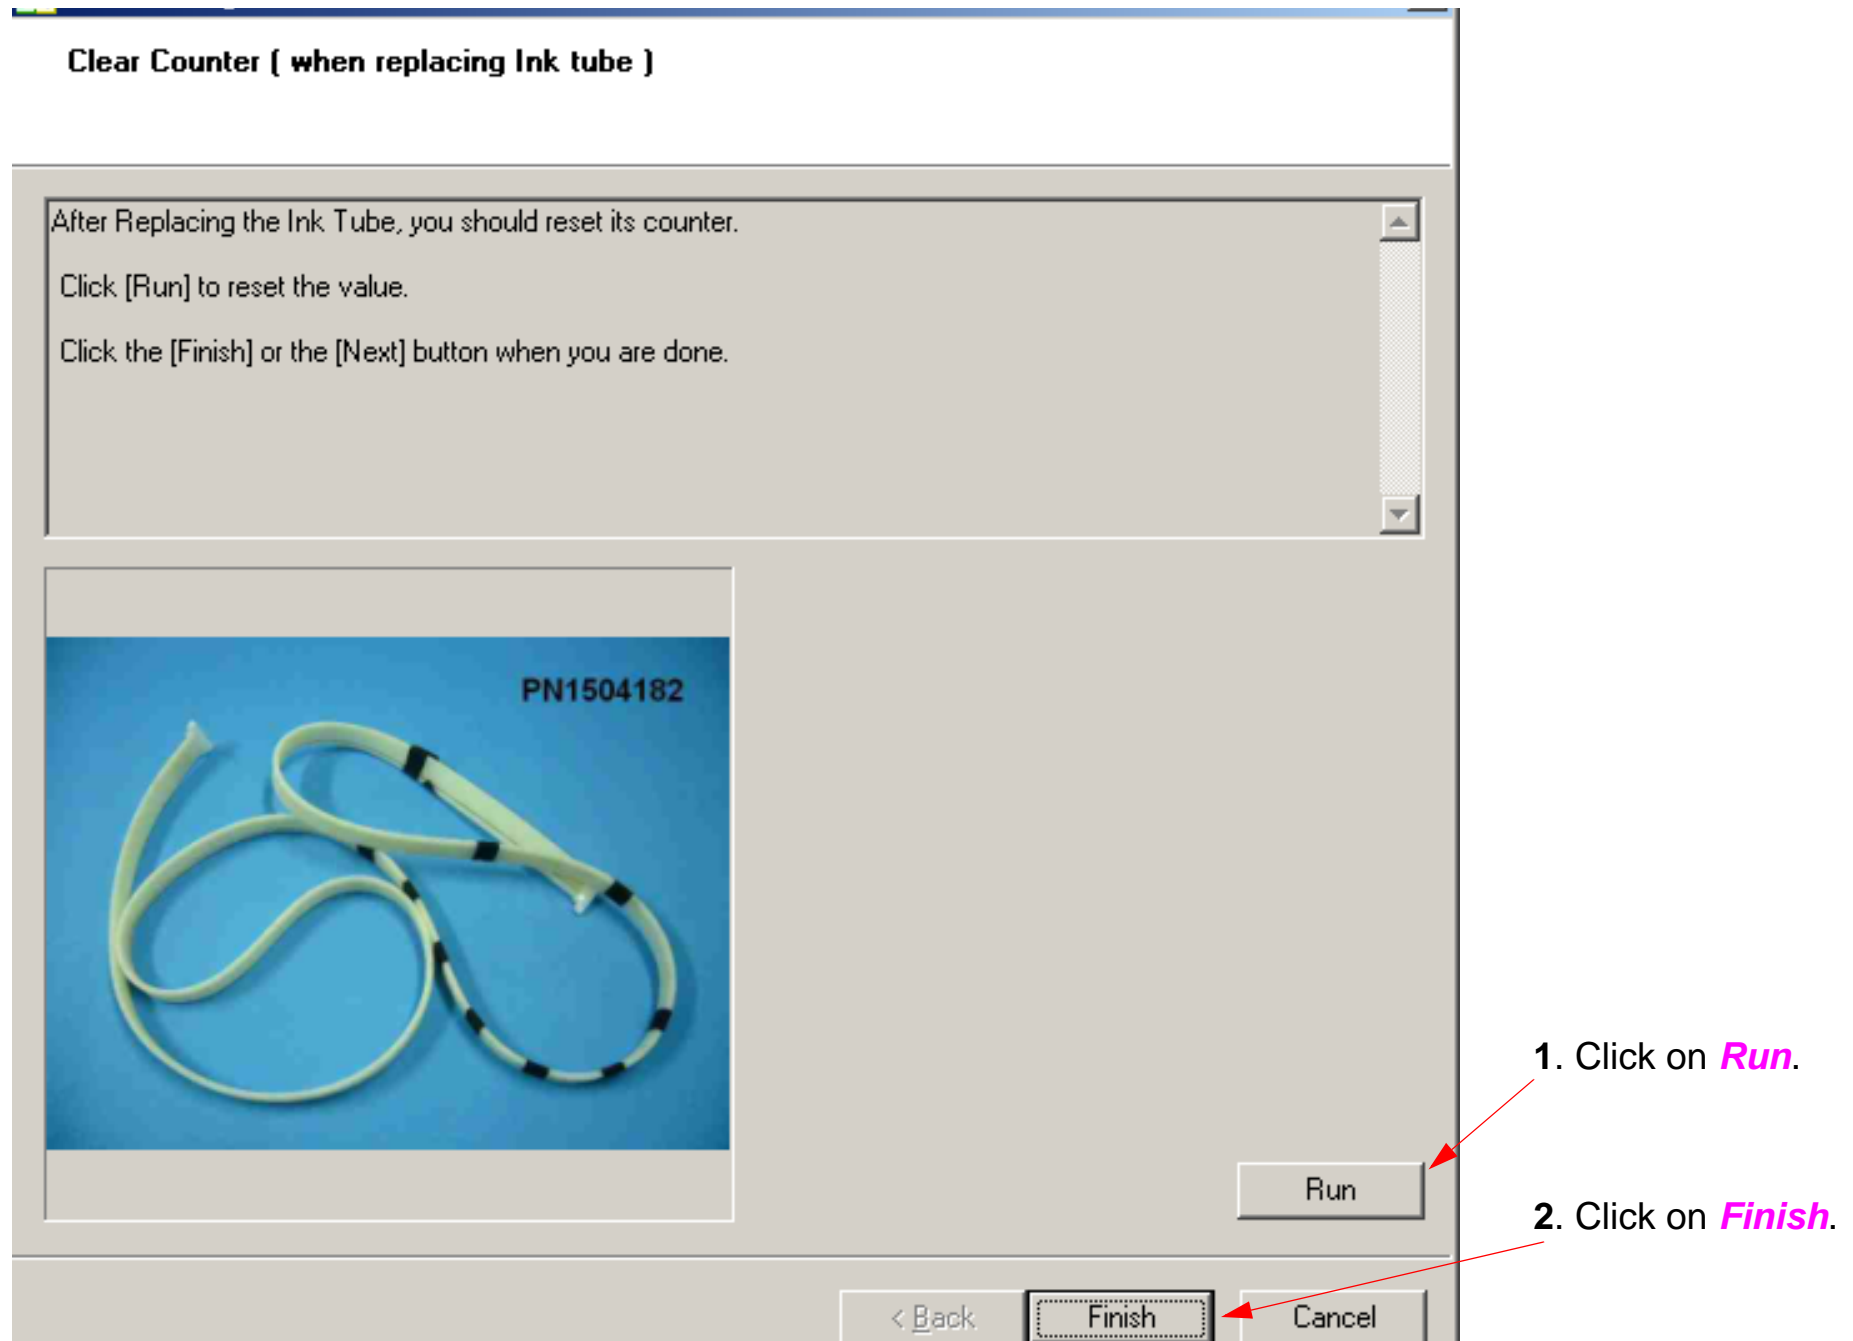 Clear Counter ( when replacing Ink tube )
After Replacing the Ink Tube, you should reset its counter.
Click [Run] to reset the value.
Click the [Finish] or the [Next] button when you are done.
PN1504182
1. Click on Run.
Run
2. Click on Finish.
< Back
Finish
Cancel